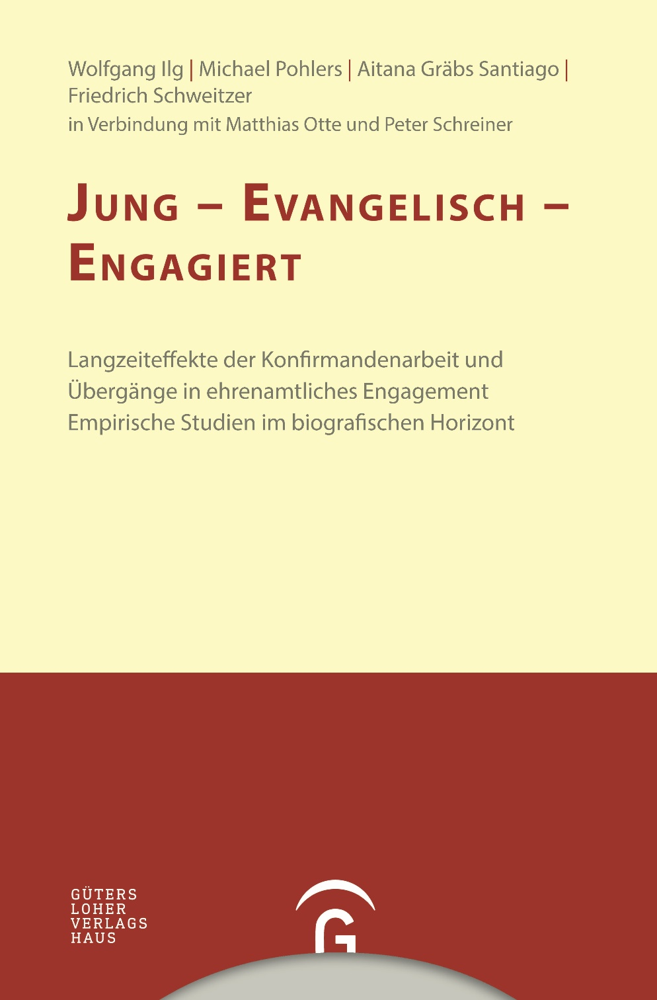 Wolfgang Ilg | Michael Pohlers | Aitana Gräbs Santiago |
Friedrich Schweitzer
in Verbindung mit Matthias Otte und Peter Schreiner
Jung – Evangelisch –
Engagiert
Langzeiteffekte der Konfirmandenarbeit und
Übergänge in ehrenamtliches Engagement
Empirische Studien im biografischen Horizont
GÜTERS
LOHER
VERLAGS
HAUS
G